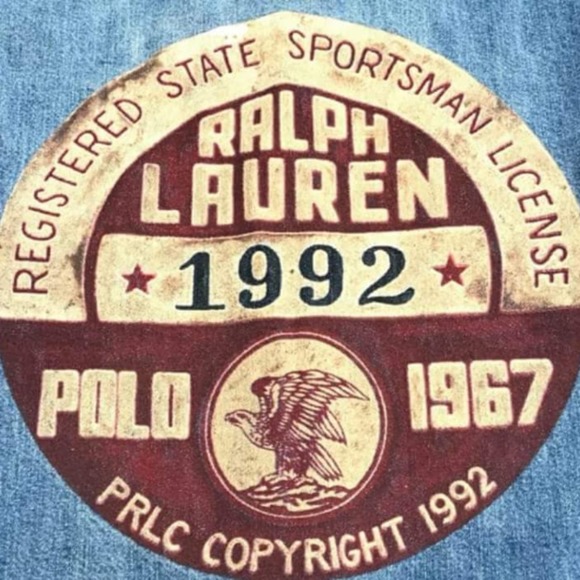 REGISTERED STATE SPORTSMAN LICENSE
RALPH
LAUREN
1992
POLO 1967
PRLC COPYRIGHT 1992